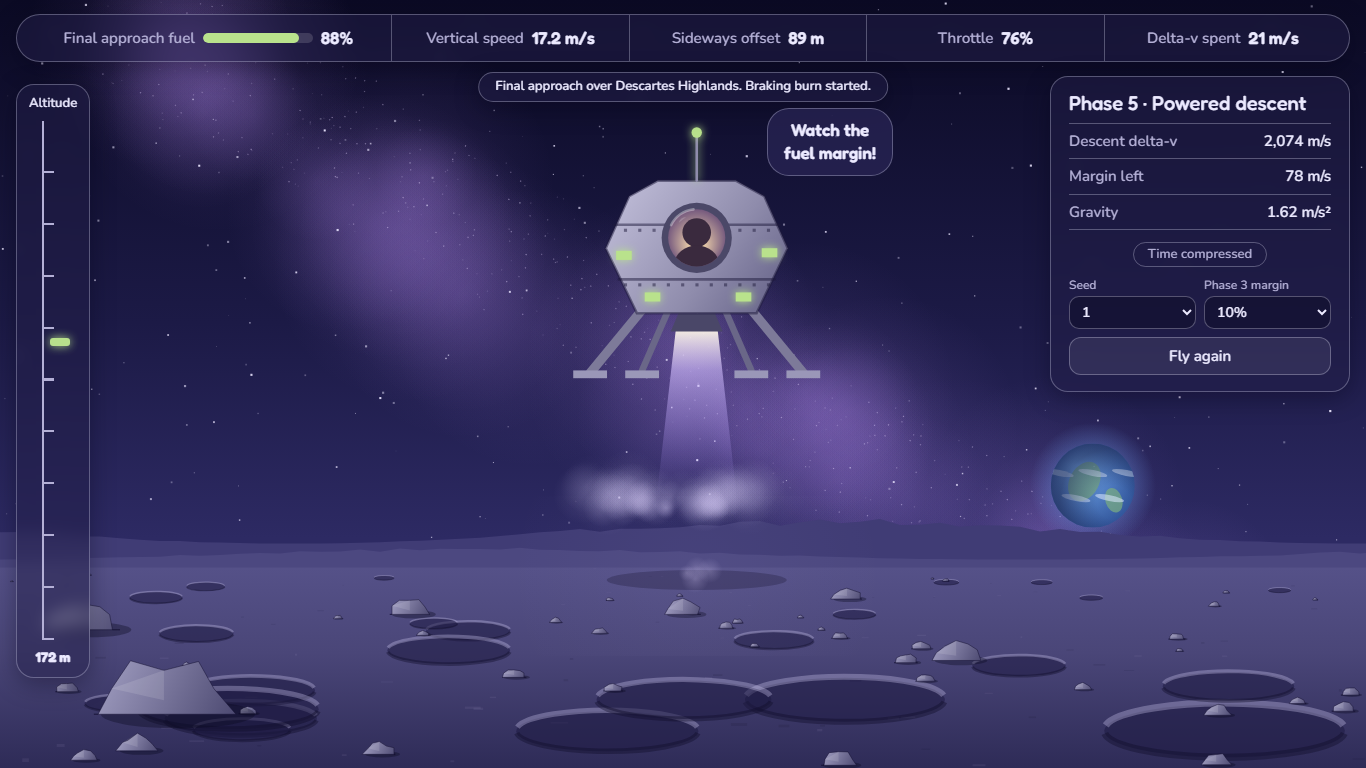 Final approach fuel 88%
Vertical speed 17.2 m/s
Sideways offset 89 m
Throttle 76%
Delta-v spent 21 m/s
Final approach over Descartes Highlands. Braking burn started.
Altitude
172 m
Watch the
fuel margin!
Phase 5 · Powered descent
Descent delta-v 2,074 m/s
Margin left 78 m/s
Gravity 1.62 m/s²
Time compressed
Seed Phase 3 margin
1 10%
Fly again